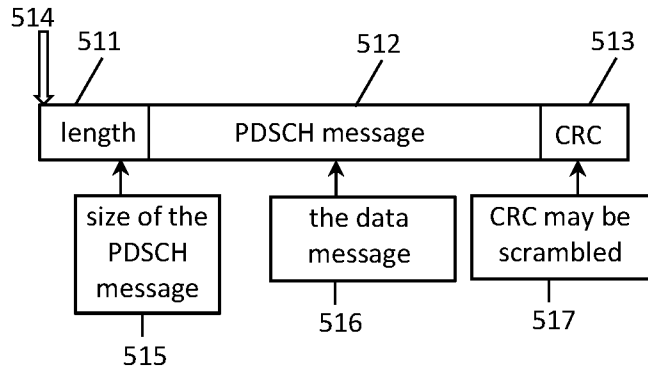 514
511
512
513
length
PDSCH message
CRC
size of the
PDSCH
message
the data
message
CRC may be
scrambled
515
516
517